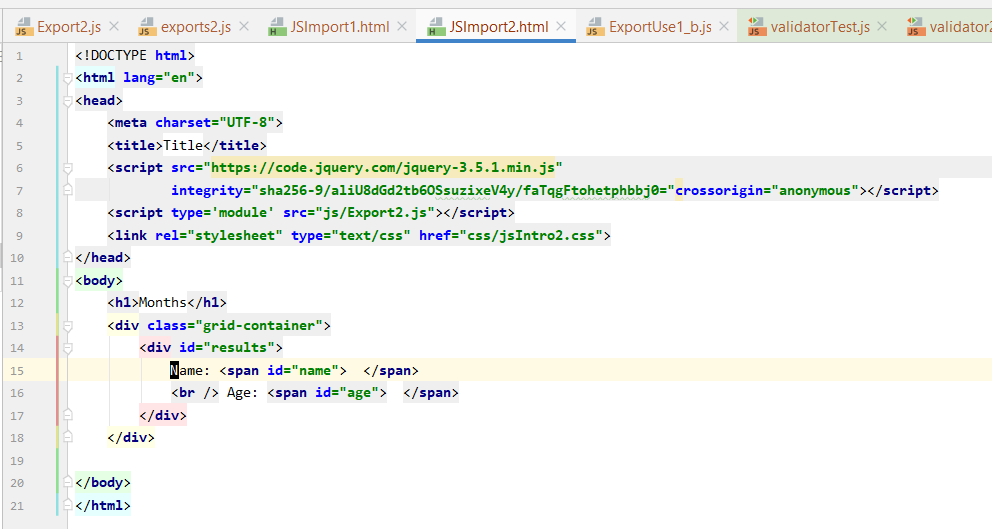 Export2.js exports2.js JSImport1.html JSImport2.html ExportUse1_b.js validatorTest.js validator2
1 <!DOCTYPE html>
2 <html lang="en">
3 <head>
4 <meta charset="UTF-8">
5 <title>Title</title>
6 <script src="https://code.jquery.com/jquery-3.5.1.min.js"
7 integrity="sha256-9/aliU8dGd2tb6OSsuzixeV4y/faTqgFtohetphbbj0="crossorigin="anonymous"></script>
8 <script type='module' src="js/Export2.js"></script>
9 <link rel="stylesheet" type="text/css" href="css/jsIntro2.css">
10 </head>
11 <body>
12 <h1>Months</h1>
13 <div class="grid-container">
14 <div id="results">
15 Name: <span id="name"> </span>
16 <br /> Age: <span id="age"> </span>
17 </div>
18 </div>
19
20 </body>
21 </html>